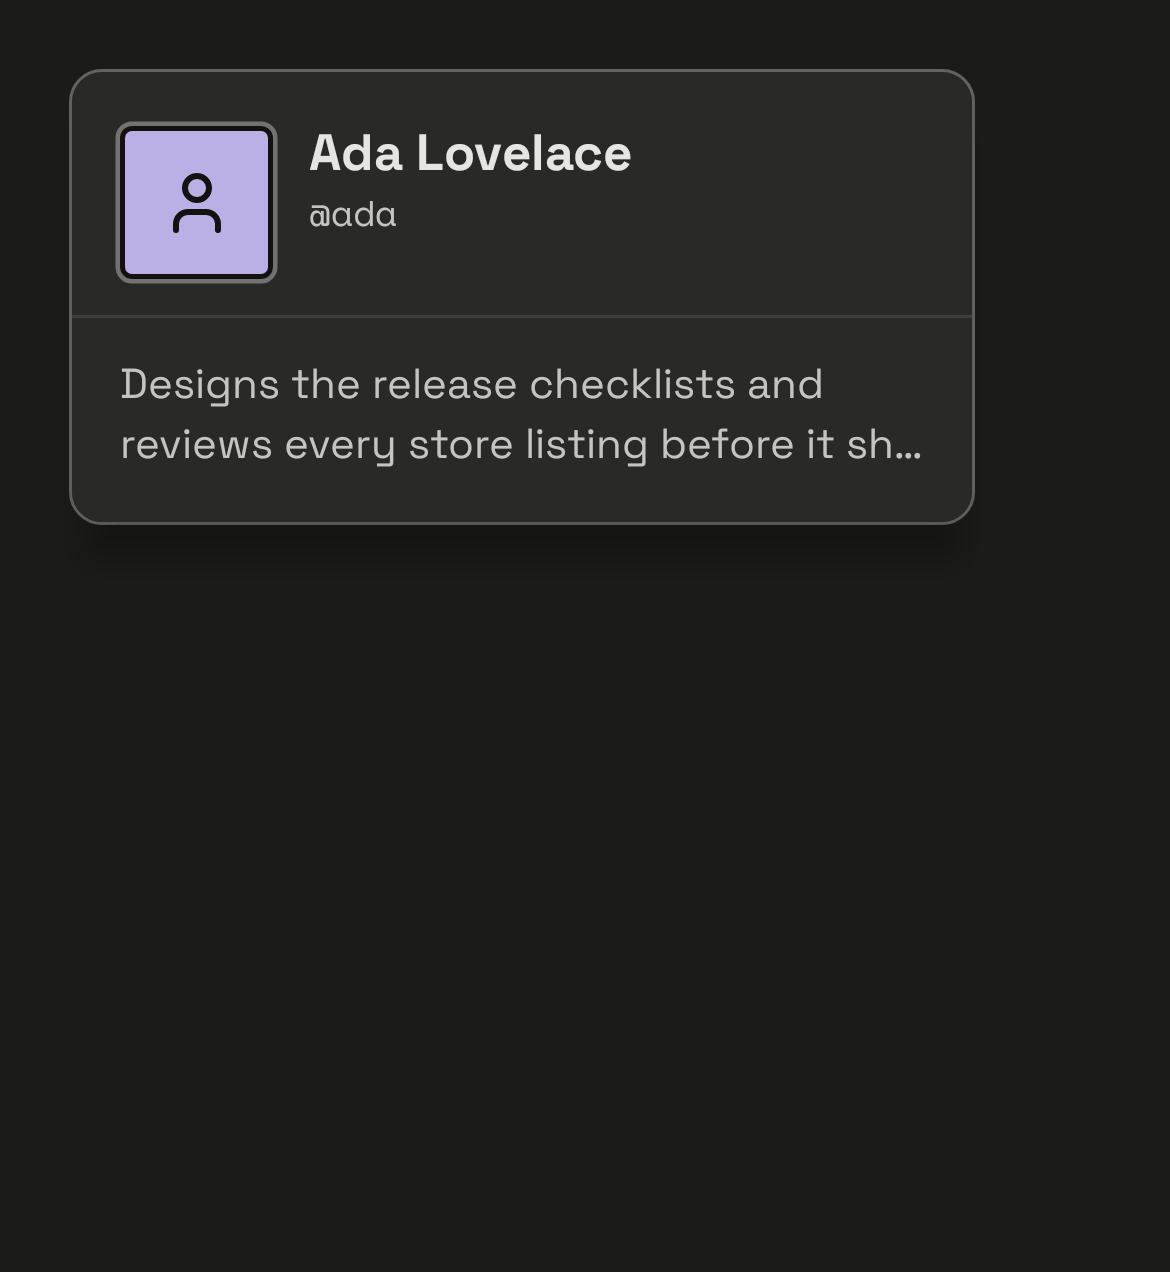 Ada Lovelace
@ada
Designs the release checklists and
reviews every store listing before it sh…